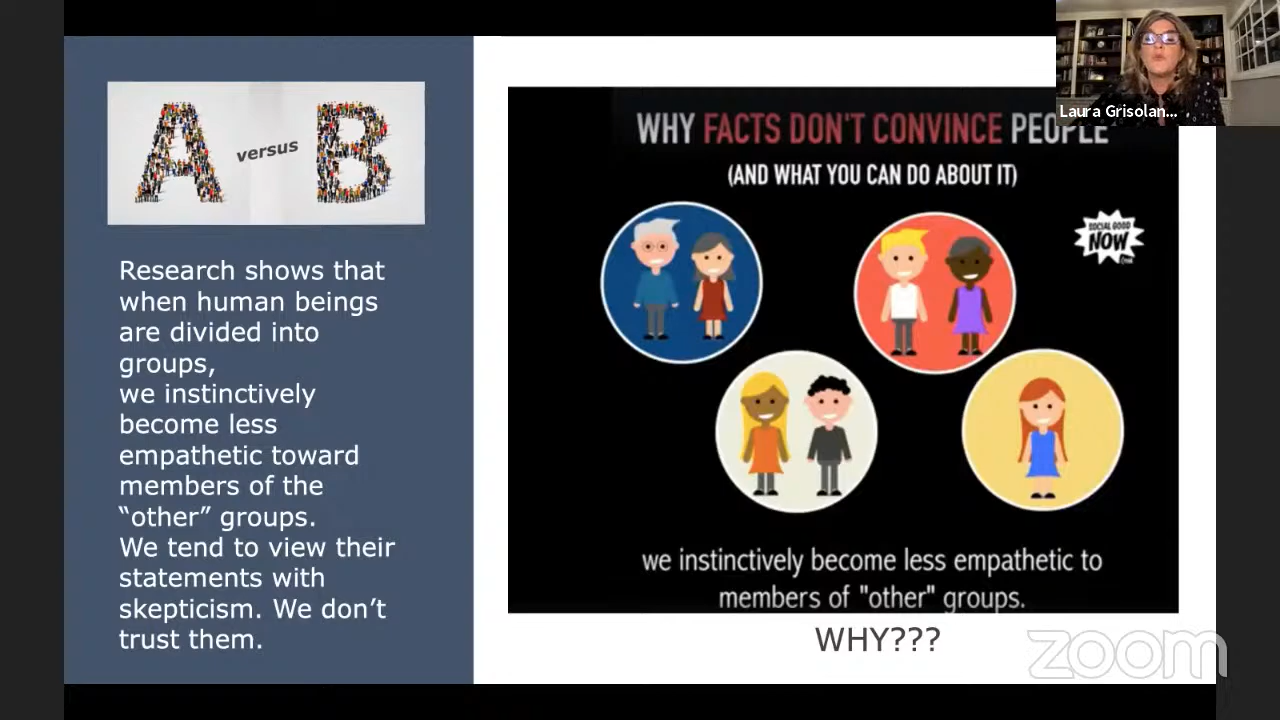 A versus B
Research shows that
when human beings
are divided into
groups,
we instinctively
become less
empathetic toward
members of the
“other” groups.
We tend to view their
statements with
skepticism. We don’t
trust them.
WHY FACTS DON'T CONVINCE PEOPLE
(AND WHAT YOU CAN DO ABOUT IT)
SOCIAL GOOD
NOW
we instinctively become less empathetic to
members of "other" groups.
WHY???
Laura Grisolan...
zoom